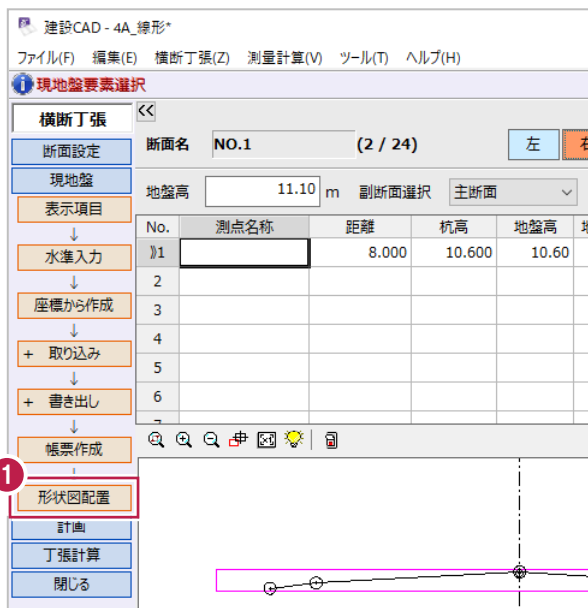 建設CAD - 4A_線形*
ファイル(F) 編集(E) 横断丁張(Z) 測量計算(V) ツール(T) ヘルプ(H)
現地盤要素選択
横断丁張
断面設定
現地盤
表示項目
↓
水準入力
↓
座標から作成
↓
+ 取り込み
↓
+ 書き出し
↓
帳票作成
1
形状図配置
計画
丁張計算
閉じる
<<
断面名 NO.1 (2 / 24) 左 右
地盤高 11.10 m 副断面選択 主断面
No. 測点名称 距離 杭高 地盤高
1 8.000 10.600 10.60
2
3
4
5
6